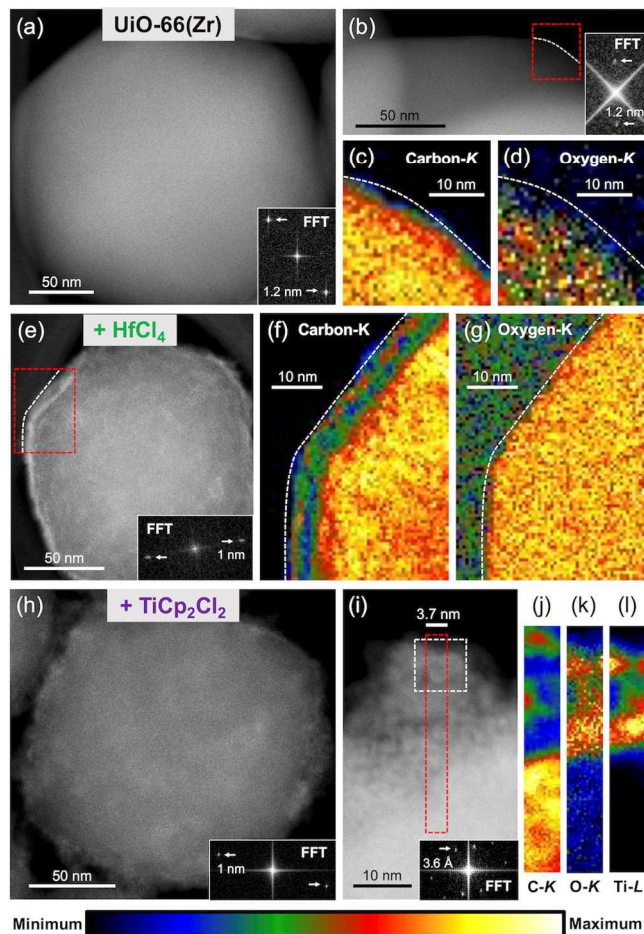 (a) UiO-66(Zr)
FFT
1.2 nm
50 nm
(b)
FFT
1.2 nm
50 nm
(c) Carbon-K
10 nm
(d) Oxygen-K
10 nm
(e) + HfCl₄
FFT
1 nm
50 nm
(f) Carbon-K
10 nm
(g) Oxygen-K
10 nm
(h) + TiCp₂Cl₂
FFT
1 nm
50 nm
(i) 3.7 nm
3.6 Å
FFT
10 nm
(j) (k) (l)
C-K O-K Ti-L
Minimum Maximum